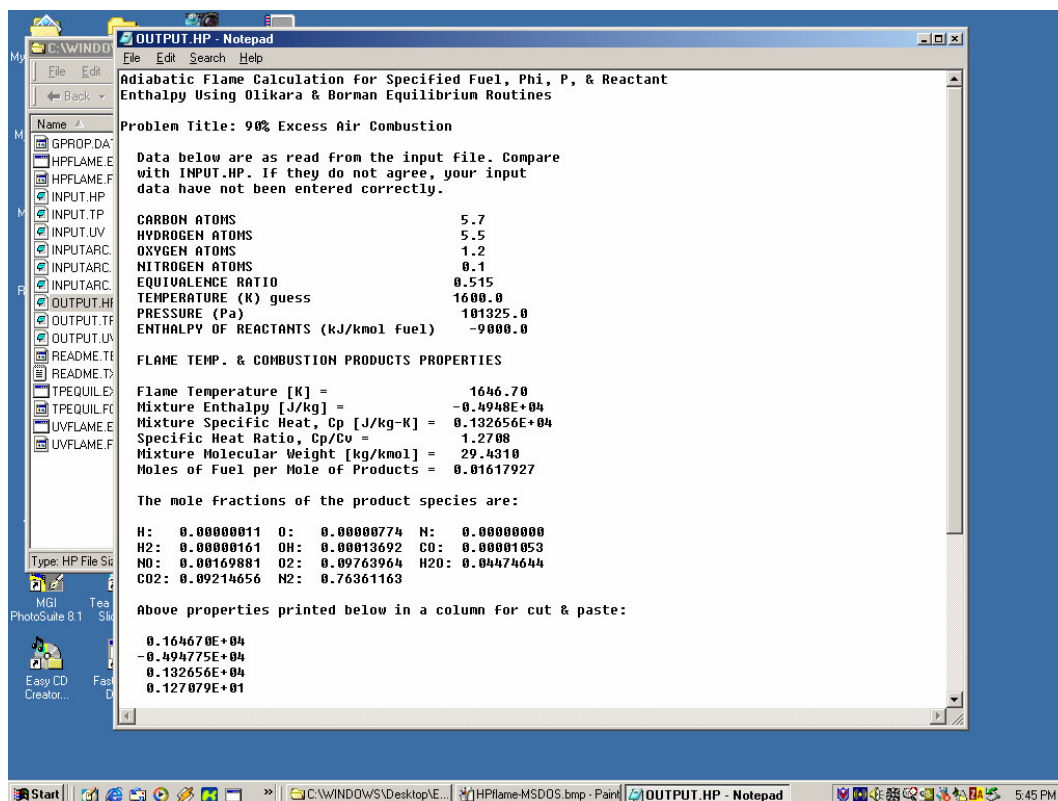 OUTPUT.HP - Notepad
File Edit Search Help
Adiabatic Flame Calculation for Specified Fuel, Phi, P, & Reactant
Enthalpy Using Olikara & Borman Equilibrium Routines
Problem Title: 90% Excess Air Combustion
Data below are as read from the input file. Compare
with INPUT.HP. If they do not agree, your input
data have not been entered correctly.
CARBON ATOMS 5.7
HYDROGEN ATOMS 5.5
OXYGEN ATOMS 1.2
NITROGEN ATOMS 0.1
EQUIVALENCE RATIO 0.515
TEMPERATURE (K) guess 1600.0
PRESSURE (Pa) 101325.0
ENTHALPY OF REACTANTS (kJ/kmol fuel) -9000.0
FLAME TEMP. & COMBUSTION PRODUCTS PROPERTIES
Flame Temperature [K] = 1646.70
Mixture Enthalpy [J/kg] = -0.4948E+04
Mixture Specific Heat, Cp [J/kg-K] = 0.132656E+04
Specific Heat Ratio, Cp/Cv = 1.2708
Mixture Molecular Weight [kg/kmol] = 29.4310
Moles of Fuel per Mole of Products = 0.01617927
The mole fractions of the product species are:
H: 0.00000011 O: 0.00000774 N: 0.00000000
H2: 0.00000161 OH: 0.00013692 CO: 0.00001053
NO: 0.00169881 O2: 0.09763964 H2O: 0.04474644
CO2: 0.09214656 N2: 0.76361163
Above properties printed below in a column for cut & paste:
0.164670E+04
-0.494775E+04
0.132656E+04
0.127079E+01
C:\WINDO
File Edit
Back
Name
GPROP.DA
HPFLAME.E
HPFLAME.F
INPUT.HP
INPUT.TP
INPUT.UV
INPUTARC.
INPUTARC.
INPUTARC.
OUTPUT.HP
OUTPUT.TP
OUTPUT.UV
README.TE
README.TX
TPEQUIL.EX
TPEQUIL.FO
UVFLAME.E
UVFLAME.F
Type: HP File Siz
My
M
M
R
MGI
PhotoSuite 8.1
Tea
Slic
Easy CD
Creator...
Fas
D
Start
C:\WINDOWS\Desktop\E...
HPflame-MSDOS.bmp - Paint
OUTPUT.HP - Notepad
5:45 PM